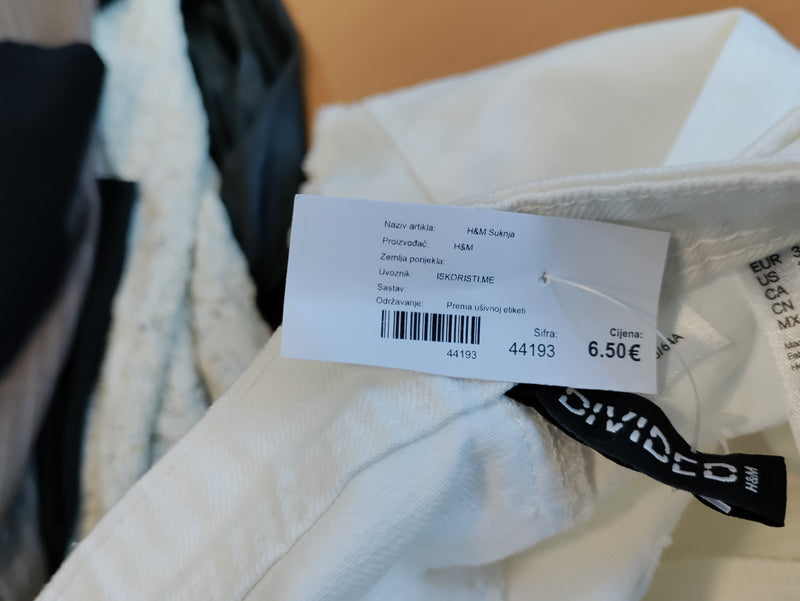 Naziv artikla: H&M Suknja
Proizvođač: H&M
Zemlja porijekla:
Uvoznik: ISKORISTI.ME
Sastav:
Održavanje: Prema ušivnoj etiketi
44193
Šifra:
44193
Cijena:
6.50€
DIVIDED
H&M
EUR 3
US
CA
CN
MX